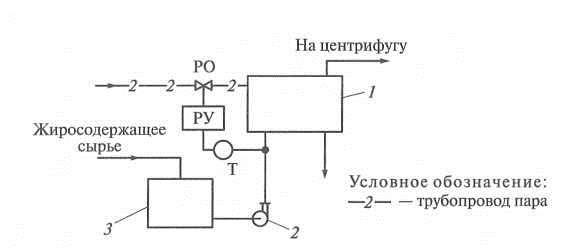 На центрифугу
РО
2 2 2
1
РУ
Жиросодержащее
сырье
Т
Условное обозначение:
—2— — трубопровод пара
3
2